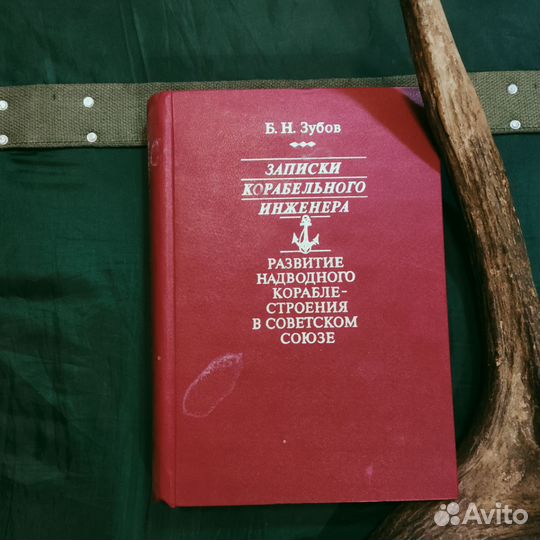 Б. Н. Зубов
ЗАПИСКИ
КОРАБЕЛЬНОГО
ИНЖЕНЕРА
РАЗВИТИЕ
НАДВОДНОГО
КОРАБЛЕ-
СТРОЕНИЯ
В СОВЕТСКОМ
СОЮЗЕ
Avito